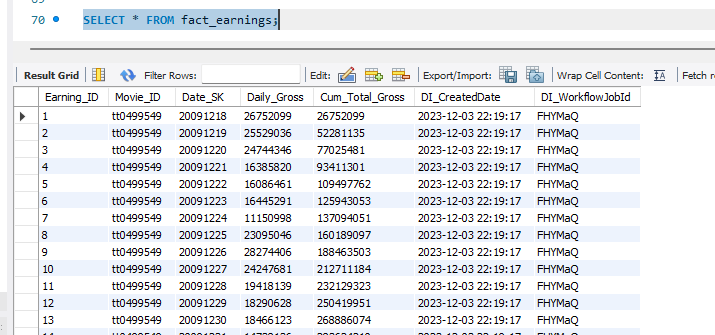 70 SELECT * FROM fact_earnings;
Result Grid Filter Rows: Edit: Export/Import: Wrap Cell Content: Fetch
Earning_ID Movie_ID Date_SK Daily_Gross Cum_Total_Gross DI_CreatedDate DI_WorkflowJobId
1 tt0499549 20091218 26752099 26752099 2023-12-03 22:19:17 FHYMaQ
2 tt0499549 20091219 25529036 52281135 2023-12-03 22:19:17 FHYMaQ
3 tt0499549 20091220 24744346 77025481 2023-12-03 22:19:17 FHYMaQ
4 tt0499549 20091221 16385820 93411301 2023-12-03 22:19:17 FHYMaQ
5 tt0499549 20091222 16086461 109497762 2023-12-03 22:19:17 FHYMaQ
6 tt0499549 20091223 16445291 125943053 2023-12-03 22:19:17 FHYMaQ
7 tt0499549 20091224 11150998 137094051 2023-12-03 22:19:17 FHYMaQ
8 tt0499549 20091225 23095046 160189097 2023-12-03 22:19:17 FHYMaQ
9 tt0499549 20091226 28274406 188463503 2023-12-03 22:19:17 FHYMaQ
10 tt0499549 20091227 24247681 212711184 2023-12-03 22:19:17 FHYMaQ
11 tt0499549 20091228 19418139 232129323 2023-12-03 22:19:17 FHYMaQ
12 tt0499549 20091229 18290628 250419951 2023-12-03 22:19:17 FHYMaQ
13 tt0499549 20091230 18466123 268886074 2023-12-03 22:19:17 FHYMaQ